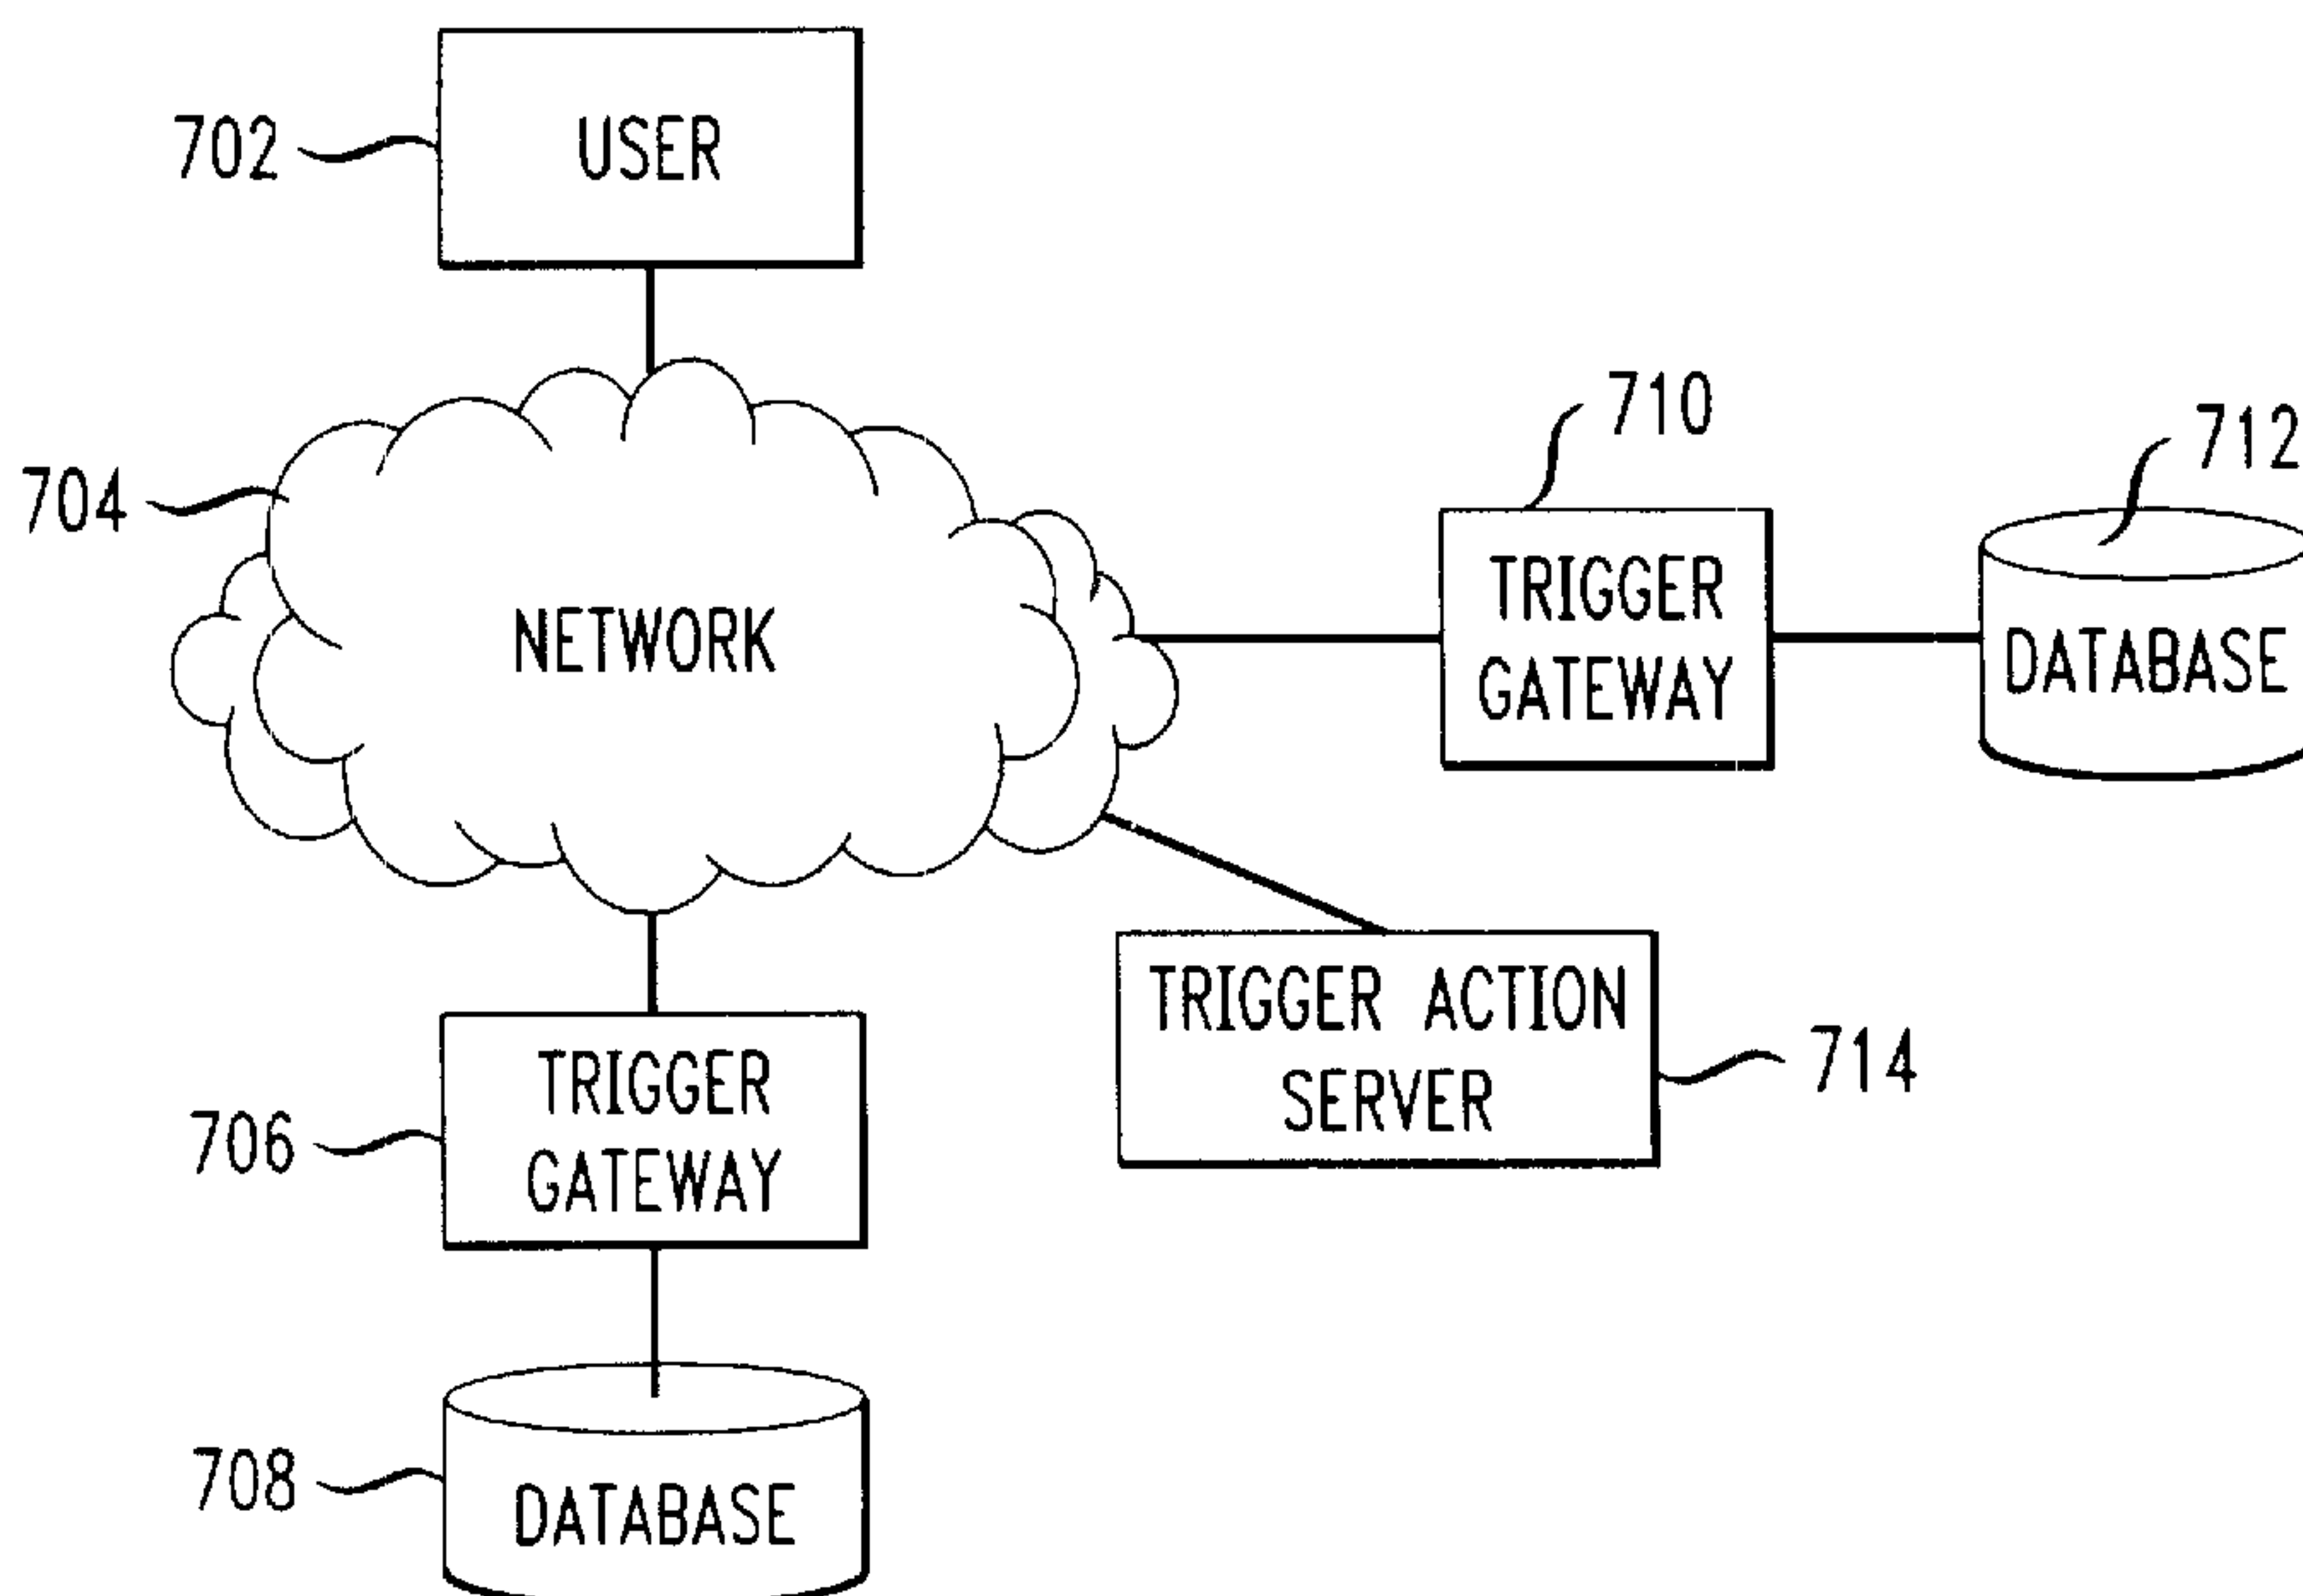 702
USER
704
NETWORK
710
712
TRIGGER
GATEWAY
DATABASE
TRIGGER ACTION
SERVER
714
706
TRIGGER
GATEWAY
708
DATABASE